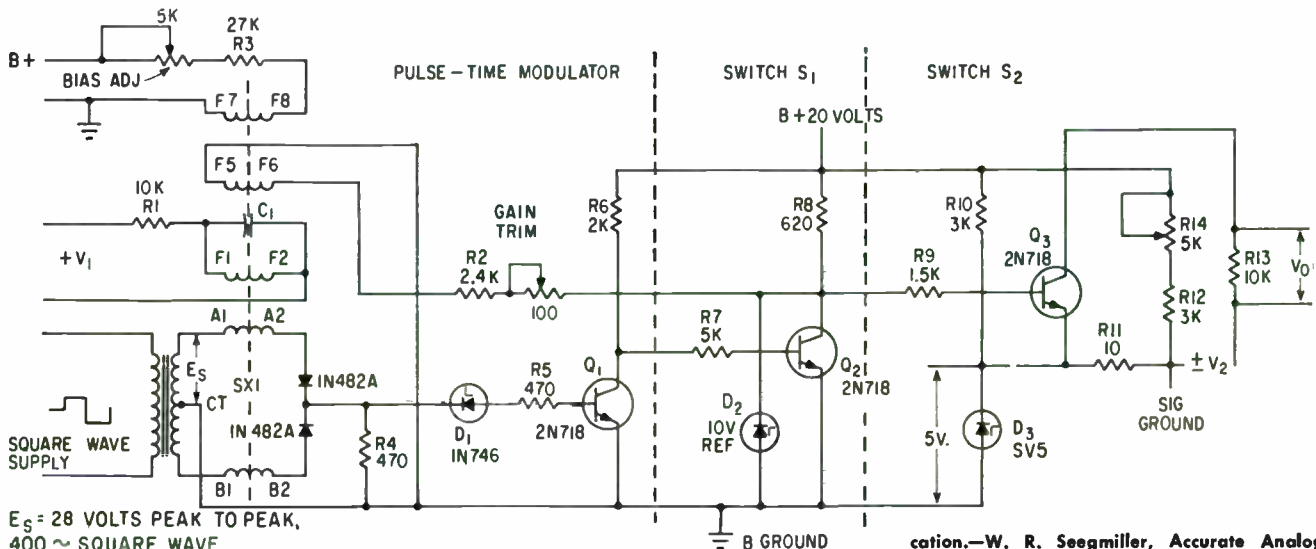 5K
27K
R3
B+
BIAS ADJ
F7 F8
PULSE-TIME MODULATOR
SWITCH S1
SWITCH S2
B+20 VOLTS
F5 F6
10K
R1
C1
F1 F2
+V1
GAIN
TRIM
R2
2.4K
100
R6
2K
R8
620
R10
3K
Q3
2N718
R14
5K
R13
10K
VO
R9
1.5K
R12
3K
R7
5K
Q2
2N718
R11
10
± V2
SIG
GROUND
A1 A2
ES
SX1
CT
1N482A
1N482A
B1 B2
SQUARE WAVE
SUPPLY
R4
470
D1
1N746
R5
470
Q1
2N718
D2
10V
REF
5V.
D3
SV5
ES = 28 VOLTS PEAK TO PEAK,
400 ~ SQUARE WAVE
B GROUND
cation.—W. R. Seegmiller, Accurate Analog